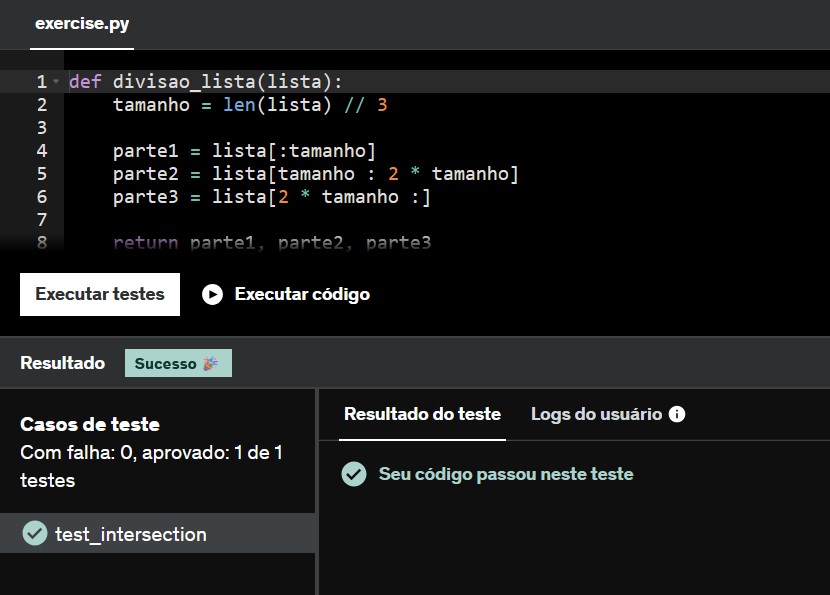 exercise.py
1 def divisao_lista(lista):
2 tamanho = len(lista) // 3
3
4 parte1 = lista[:tamanho]
5 parte2 = lista[tamanho : 2 * tamanho]
6 parte3 = lista[2 * tamanho :]
7
8 return parte1, parte2, parte3
Executar testes Executar código
Resultado Sucesso 🎉
Casos de teste
Com falha: 0, aprovado: 1 de 1
testes
test_intersection
Resultado do teste Logs do usuário
Seu código passou neste teste